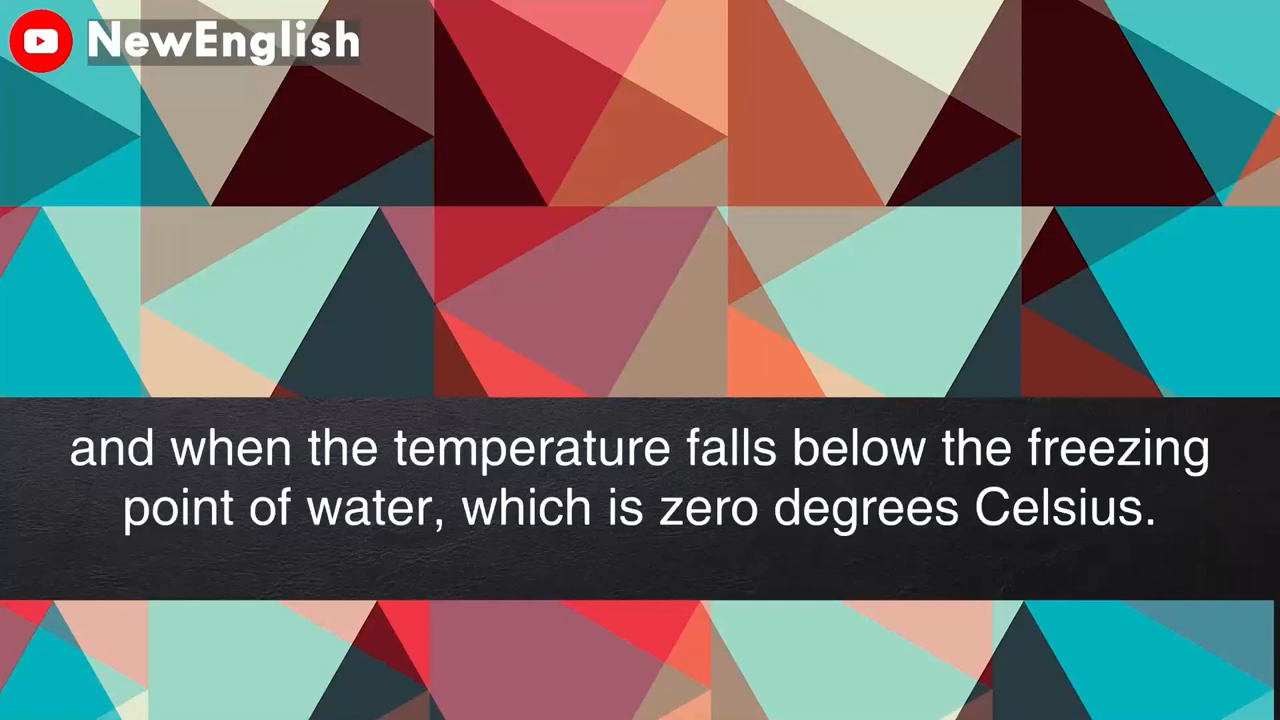 NewEnglish
and when the temperature falls below the freezing
point of water, which is zero degrees Celsius.